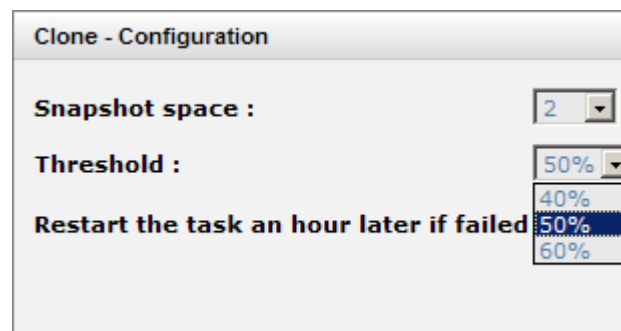 Clone - Configuration
Snapshot space : 2
Threshold : 50%
40%
Restart the task an hour later if failed 50%
60%